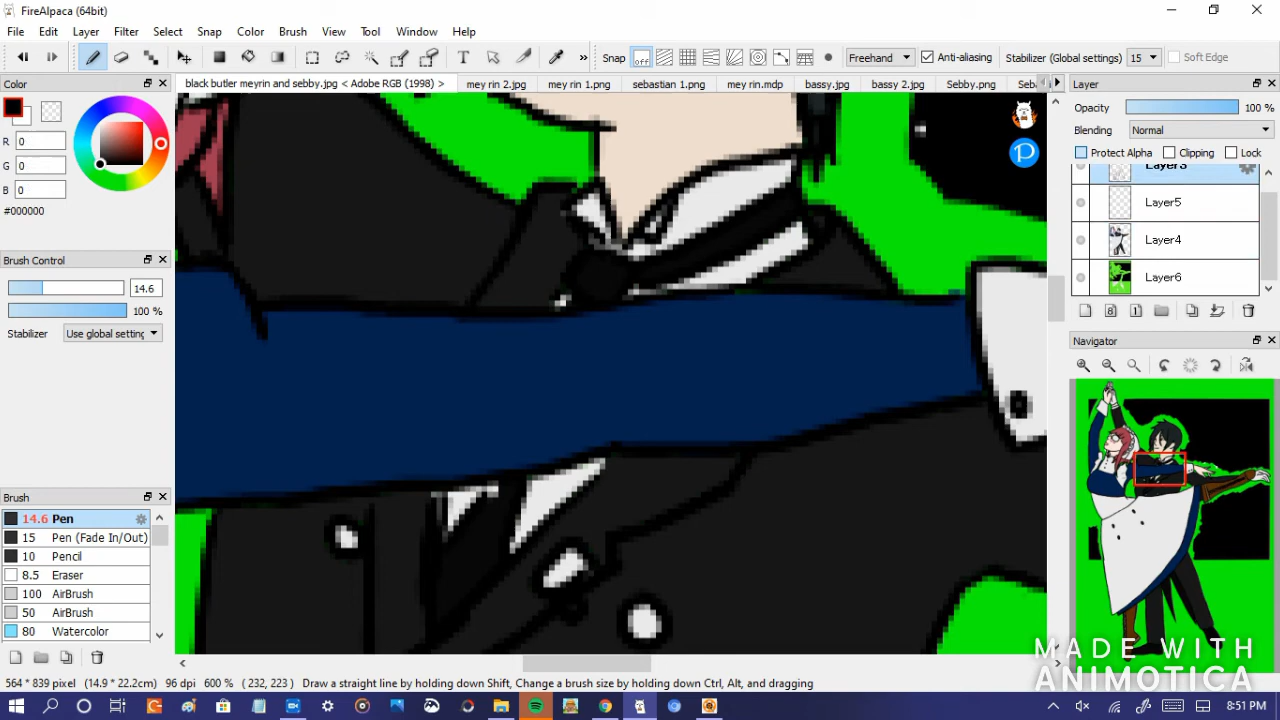 FireAlpaca (64bit)
File Edit Layer Filter Select Snap Color Brush View Tool Window Help
T » Snap off Freehand Anti-aliasing Stabilizer (Global settings) 15 Soft Edge
Color
black butler meyrin and sebby.jpg < Adobe RGB (1998) > mey rin 2.jpg mey rin 1.png sebastian 1.png mey rin.mdp bassy.jpg bassy 2.jpg Sebby.png Seb
Layer
Opacity 100 %
Blending Normal
Protect Alpha Clipping Lock
R 0
G 0
B 0
#000000
Layer3
Layer5
Layer4
Layer6
8 1
Brush Control
14.6
100 %
Stabilizer Use global setting
Navigator
Brush
14.6 Pen
15 Pen (Fade In/Out)
10 Pencil
8.5 Eraser
100 AirBrush
50 AirBrush
80 Watercolor
MADE WITH
ANIMOTICA
564 * 839 pixel (14.9 * 22.2cm) 96 dpi 600 % ( 232, 223 ) Draw a straight line by holding down Shift, Change a brush size by holding down Ctrl, Alt, and dragging
8:51 PM